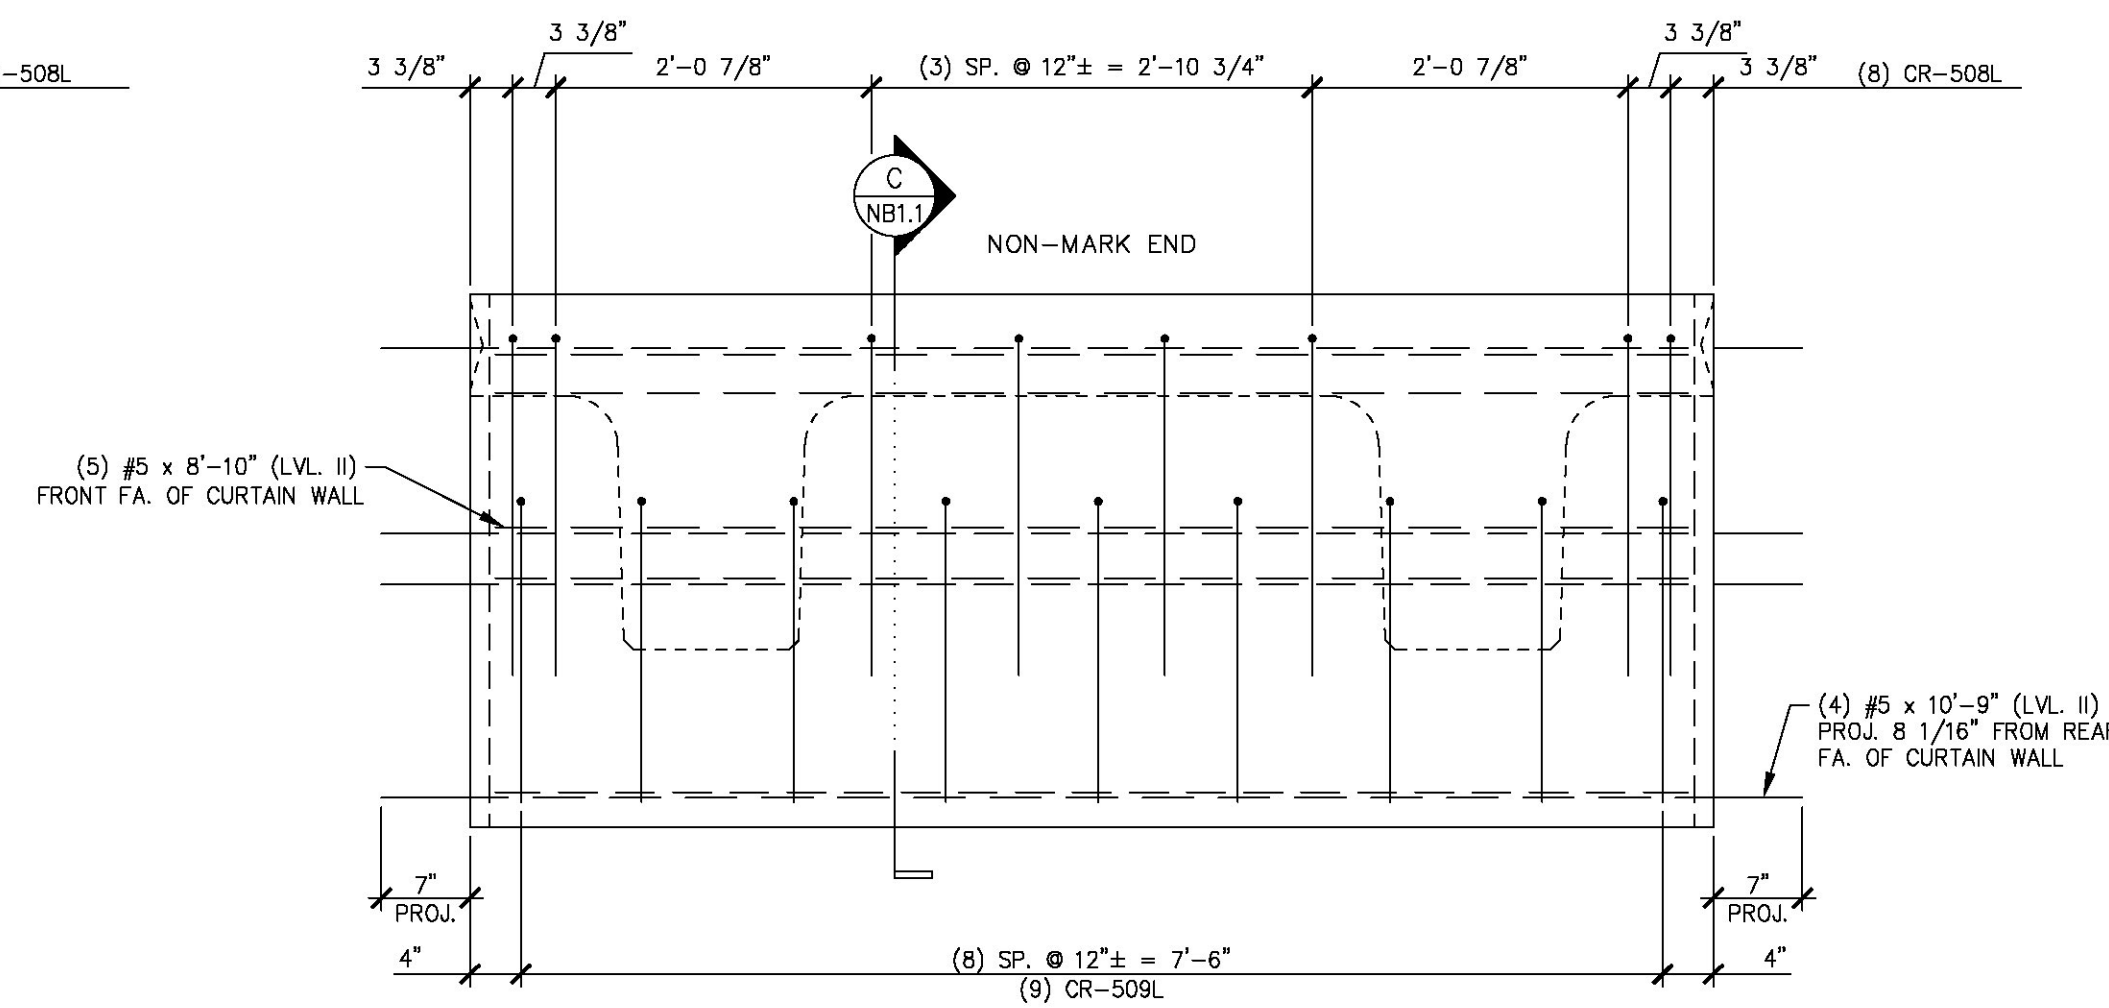 3 3/8"
3 3/8"
-508L
3 3/8"
2'-0 7/8"
(3) SP. @ 12"± = 2'-10 3/4"
2'-0 7/8"
3 3/8"
(8) CR-508L
C
NB1.1
NON-MARK END
(5) #5 x 8'-10" (LVL. II)
FRONT FA. OF CURTAIN WALL
(4) #5 x 10'-9" (LVL. II)
PROJ. 8 1/16" FROM
FA. OF CURTAIN WALL
7"
PROJ.
7"
PROJ.
4"
(8) SP. @ 12"± = 7'-6"
4"
(9) CR-509L